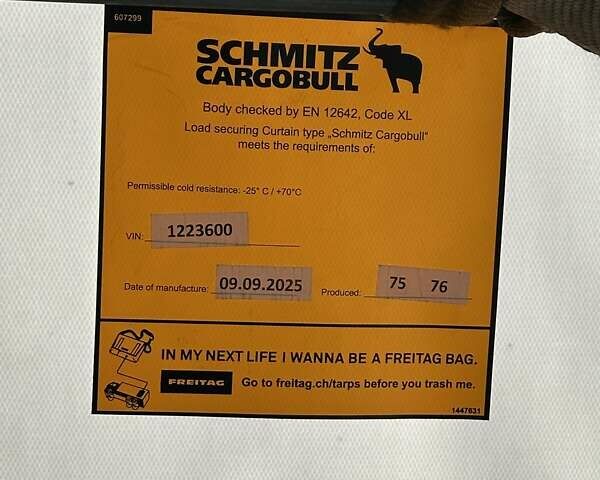 607299
SCHMITZ
CARGOBULL
Body checked by EN 12642, Code XL
Load securing Curtain type „Schmitz Cargobull"
meets the requirements of:
Permissible cold resistance: -25° C / +70°C
VIN: 1223600
Date of manufacture: 09.09.2025 Produced: 75 76
IN MY NEXT LIFE I WANNA BE A FREITAG BAG.
FREITAG Go to freitag.ch/tarps before you trash me.
1447631